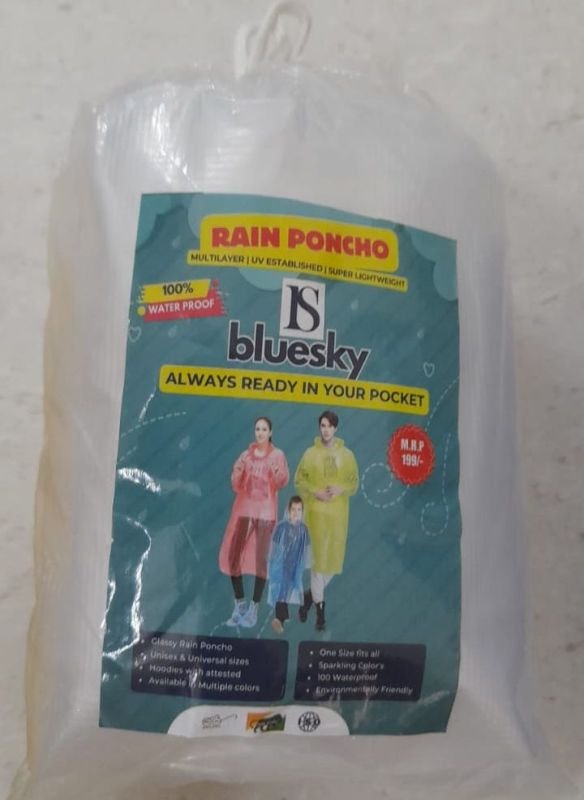 RAIN PONCHO
MULTILAYER | UV ESTABLISHED | SUPER LIGHTWEIGHT
100%
WATER PROOF
bluesky
ALWAYS READY IN YOUR POCKET
M.R.P
199/-
• Glassy Rain Poncho
• Unisex & Universal sizes
• Hoodies with attested
• Available in Multiple colors
• One Size fits all
• Sparkling Color's
• 100 Waterproof
• Environmentally Friendly